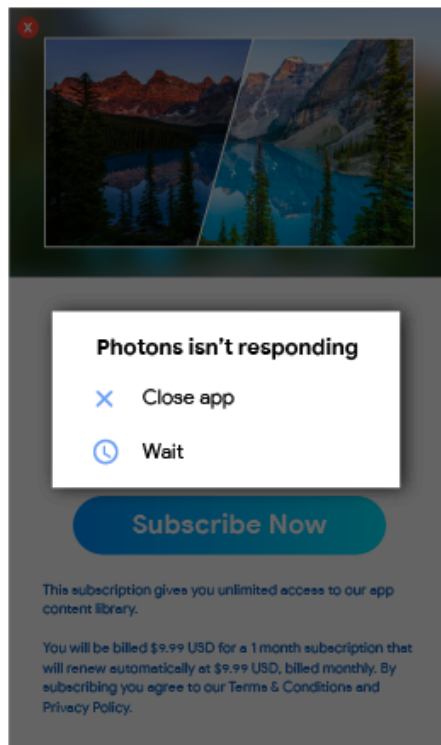 X
Photons isn't responding
Close app
Wait
Subscribe Now
This subscription gives you unlimited access to our app
content library.
You will be billed $9.99 USD for a 1 month subscription that
will renew automatically at $9.99 USD, billed monthly. By
subscribing you agree to our Terms & Conditions and
Privacy Policy.